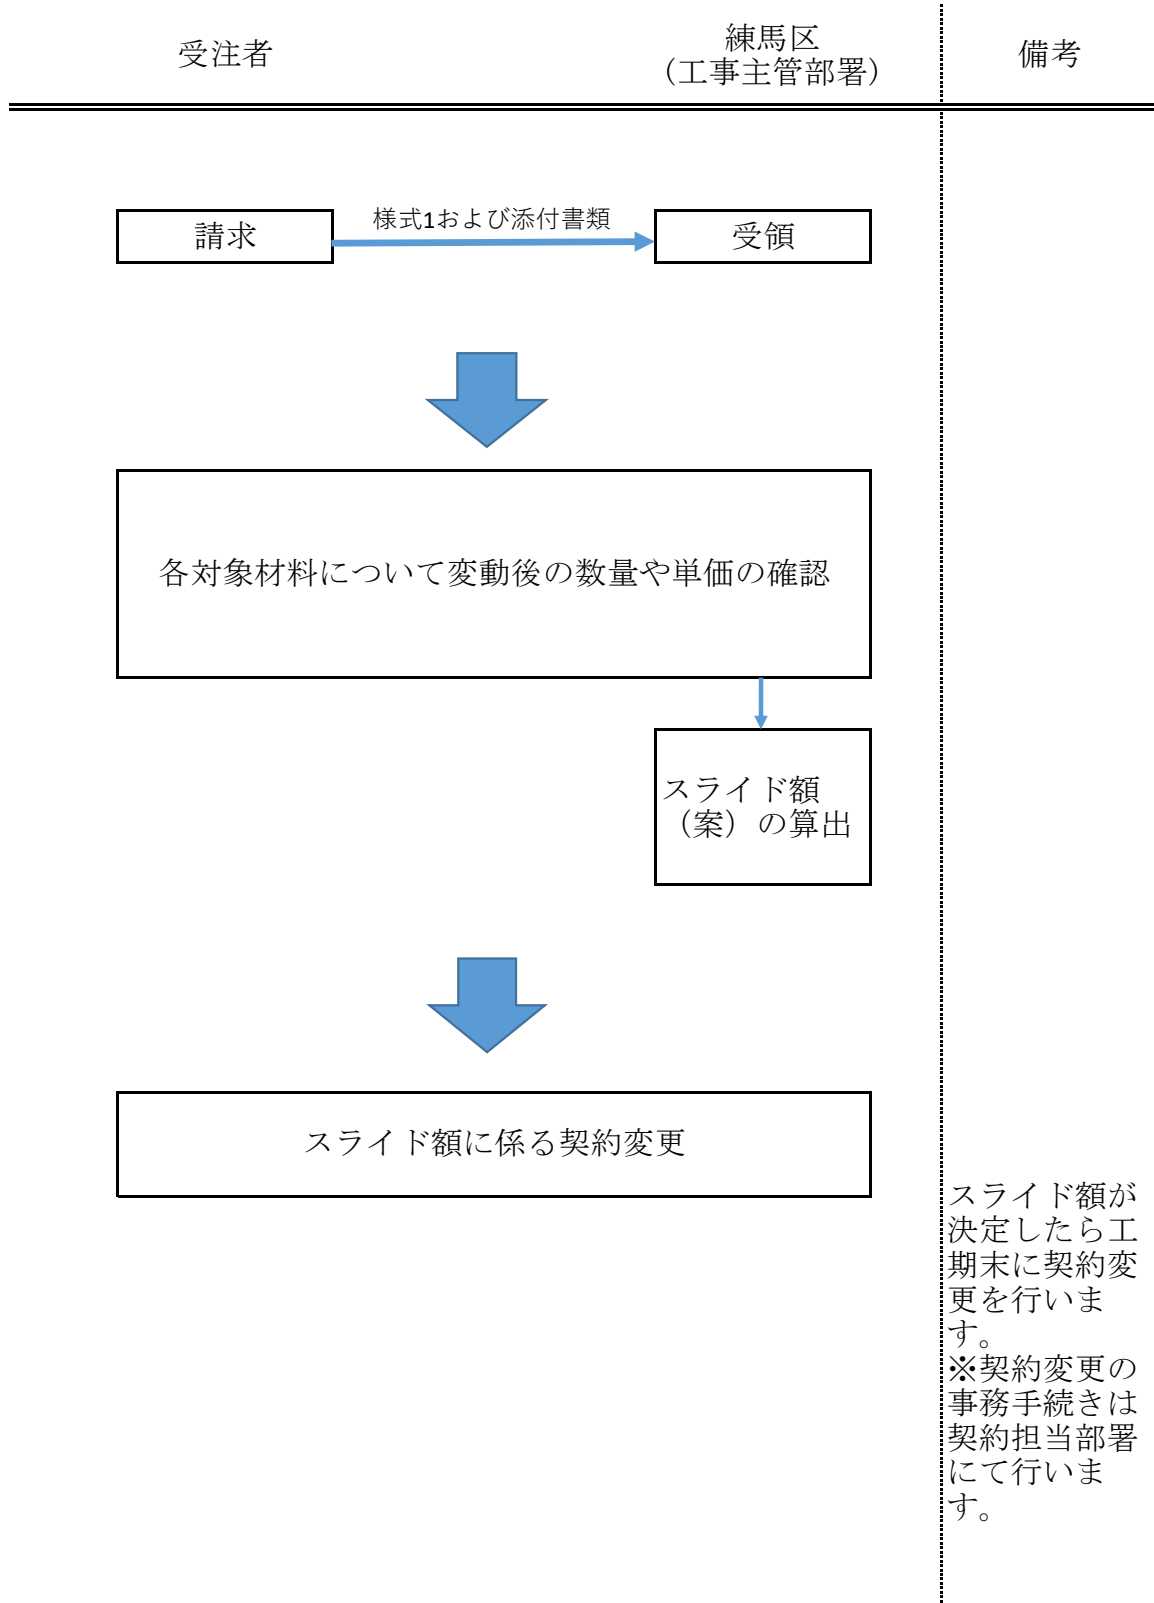 受注者
練馬区
（工事主管部署）
備考
請求
様式1および添付書類
受領
各対象材料について変動後の数量や単価の確認
スライド額
（案）の算出
スライド額に係る契約変更
スライド額が
決定したら工
期末に契約変
更を行いま
す。
※契約変更の
事務手続きは
契約担当部署
にて行いま
す。